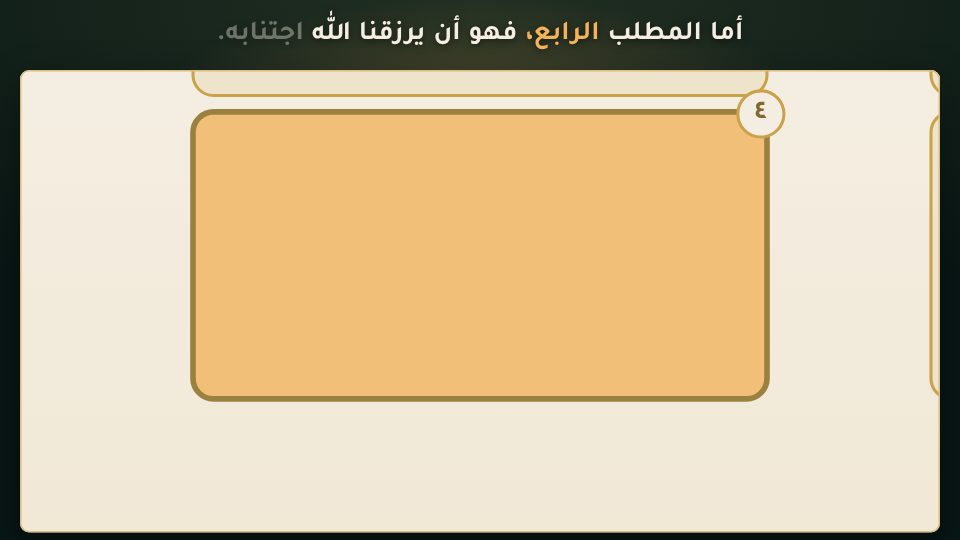 أما المطلب الرابع، فهو أن يرزقنا الله اجتنابه.
٤